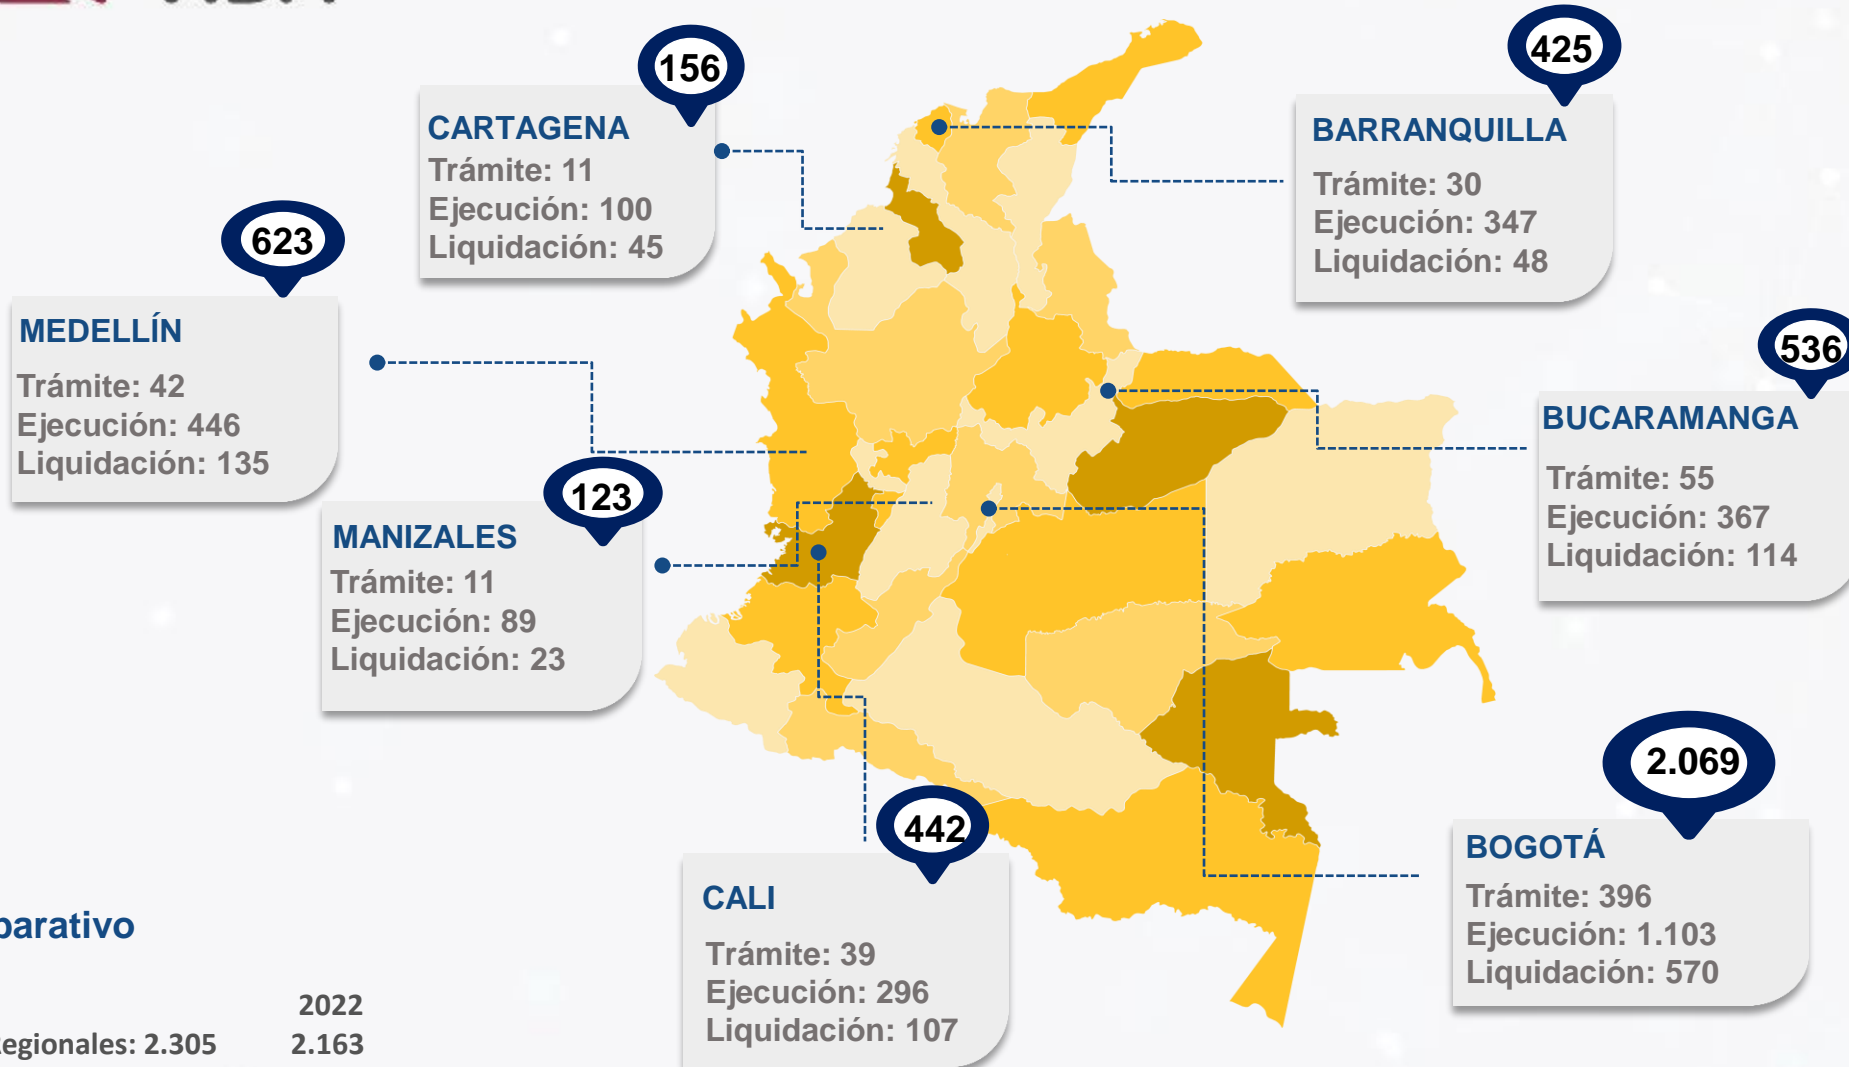 156
CARTAGENA
Trámite: 11
Ejecución: 100
Liquidación: 45
425
BARRANQUILLA
Trámite: 30
Ejecución: 347
Liquidación: 48
623
MEDELLÍN
Trámite: 42
Ejecución: 446
Liquidación: 135
536
BUCARAMANGA
Trámite: 55
Ejecución: 367
Liquidación: 114
123
MANIZALES
Trámite: 11
Ejecución: 89
Liquidación: 23
2.069
BOGOTÁ
Trámite: 396
Ejecución: 1.103
Liquidación: 570
442
CALI
Trámite: 39
Ejecución: 296
Liquidación: 107
parativo
2022
egionales: 2.305 2.163